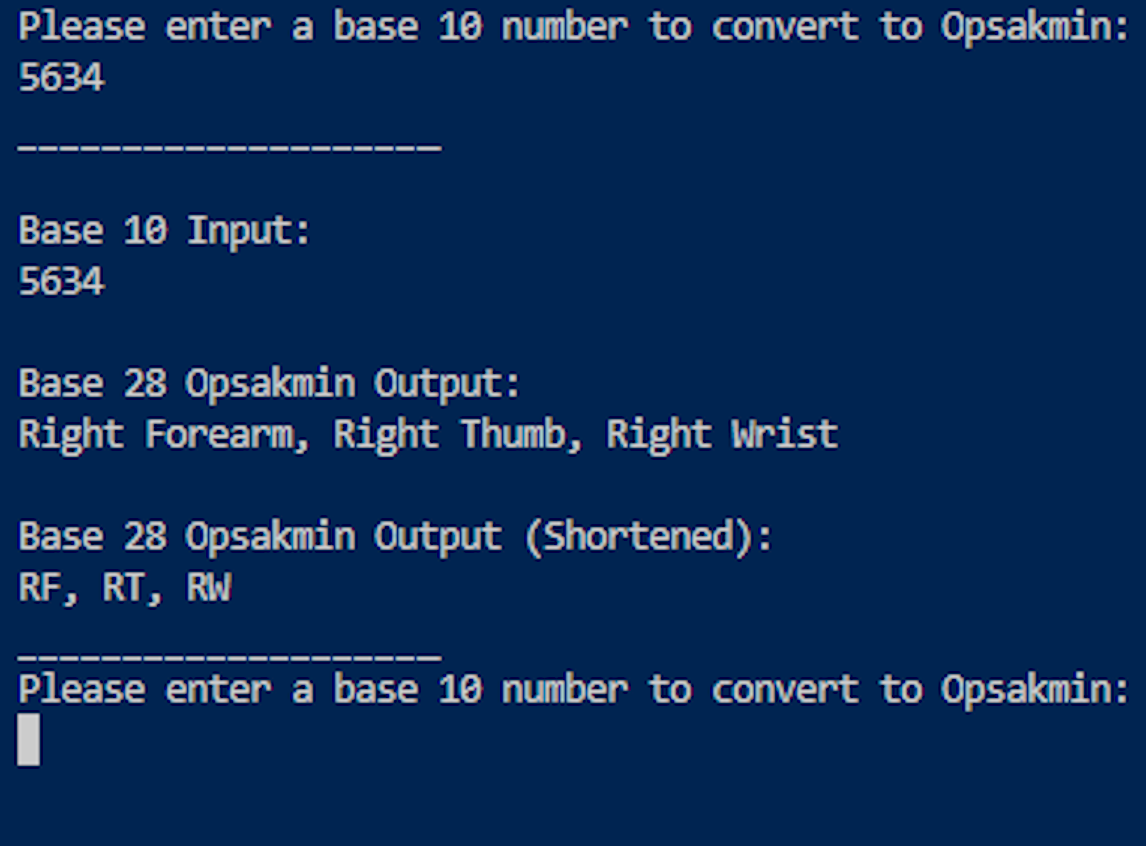 Please enter a base 10 number to convert to Opsakmin:
5634
____________________
Base 10 Input:
5634
Base 28 Opsakmin Output:
Right Forearm, Right Thumb, Right Wrist
Base 28 Opsakmin Output (Shortened):
RF, RT, RW
____________________
Please enter a base 10 number to convert to Opsakmin: